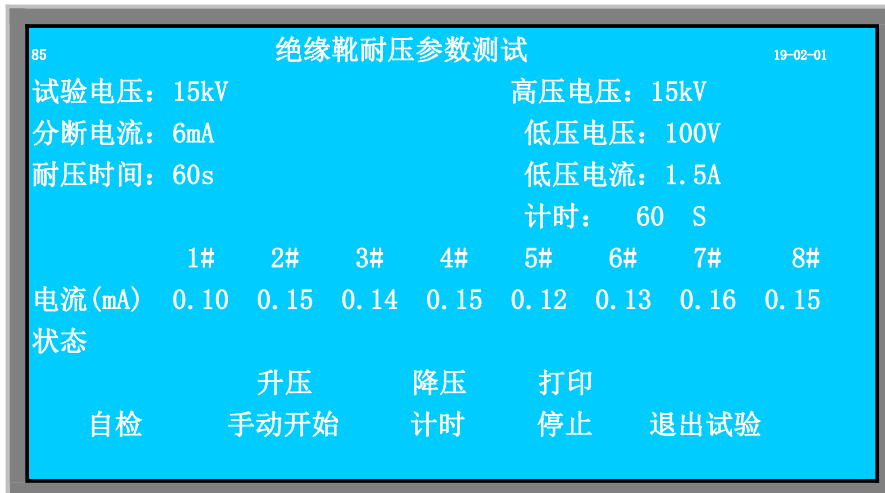 85 绝缘靴耐压参数测试 19-02-01
试验电压：15kV 高压电压：15kV
分断电流：6mA 低压电压：100V
耐压时间：60s 低压电流：1.5A
计时： 60 S
1# 2# 3# 4# 5# 6# 7# 8#
电流(mA) 0.10 0.15 0.14 0.15 0.12 0.13 0.16 0.15
状态
升压 降压 打印
自检 手动开始 计时 停止 退出试验